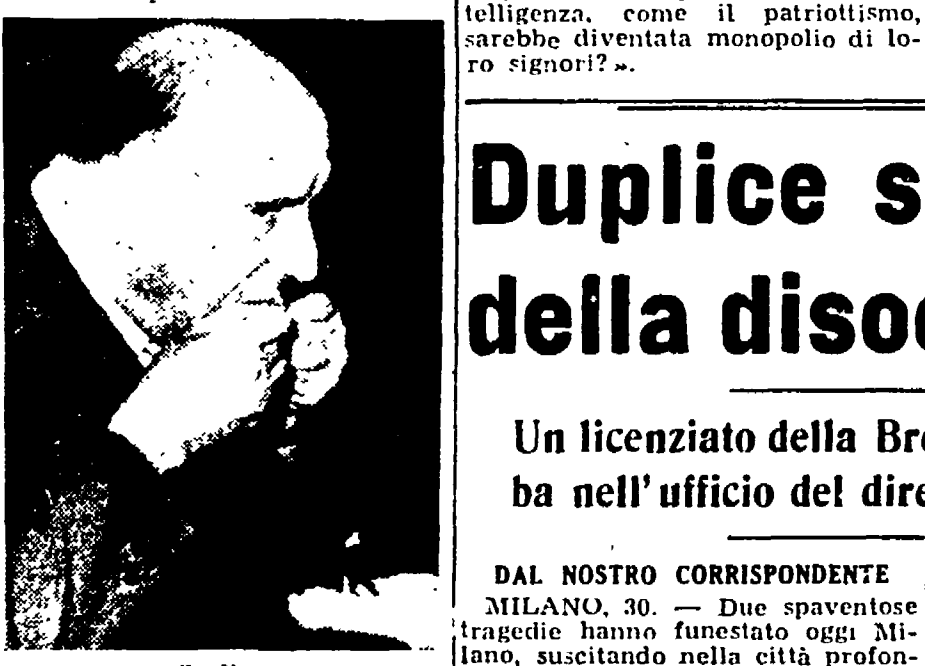 telligenza, come il patriottismo,
sarebbe diventata monopolio di lo-
ro signori? ».
Duplice s
della diso
Un licenziato della Br
ba nell'ufficio del dire
DAL NOSTRO CORRISPONDENTE
MILANO, 30. — Due spaventose
tragedie hanno funestato oggi Mi-
lano, suscitando nella città profon-